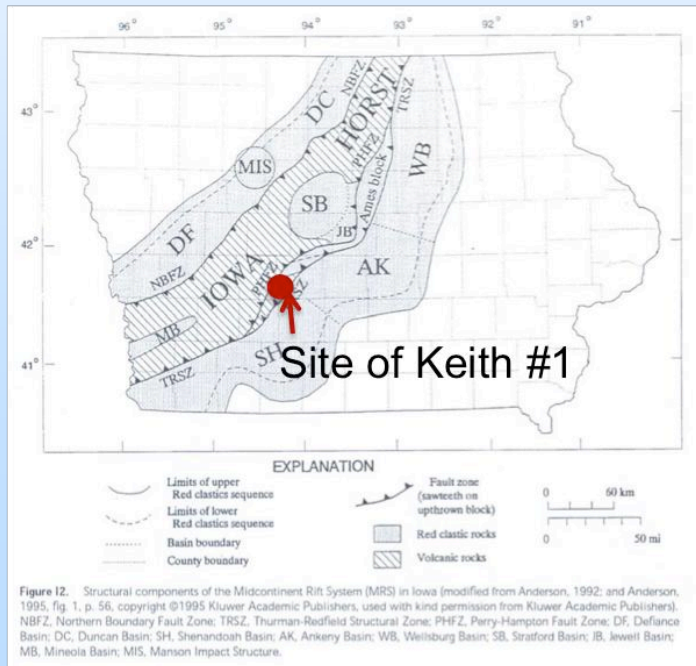 96° 95 94 93 92 91
43°
42°
41°
DC
NBFZ
HORST
TRSZ
PHFZ
MIS
WB
Ames block
SB
DF
JB
NBFZ
IOWA
AK
PHFZ
MB
SH
TRSZ
Site of Keith #1
EXPLANATION
Limits of upper
Red clastics sequence
Limits of lower
Red clastics sequence
Basin boundary
County boundary
Fault zone
(sawteeth on
upthrown block)
Red clastic rocks
Volcanic rocks
0 60 km
0 50 mi
Figure I2. Structural components of the Midcontinent Rift System (MRS) in Iowa (modified from Anderson, 1992; and Anderson,
1995, fig. 1, p. 56, copyright ©1995 Kluwer Academic Publishers, used with kind permission from Kluwer Academic Publishers).
NBFZ, Northern Boundary Fault Zone; TRSZ, Thurman-Redfield Structural Zone; PHFZ, Perry-Hampton Fault Zone; DF, Defiance
Basin; DC, Duncan Basin; SH, Shenandoah Basin; AK, Ankeny Basin; WB, Wellsburg Basin; SB, Stratford Basin; JB, Jewell Basin;
MB, Mineola Basin; MIS, Manson Impact Structure.